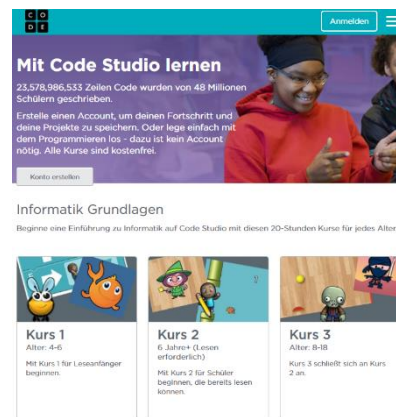 C O
D E
Anmelden
Mit Code Studio lernen
23,578,986,533 Zeilen Code wurden von 48 Millionen
Schülern geschrieben.
Erstelle einen Account, um deinen Fortschritt und
deine Projekte zu speichern. Oder lege einfach mit
dem Programmieren los - dazu ist kein Account
nötig. Alle Kurse sind kostenfrei.
Konto erstellen
Informatik Grundlagen
Beginne eine Einführung zu Informatik auf Code Studio mit diesen 20-Stunden Kurse für jedes Alter
Kurs 1
Alter: 4-6
Mit Kurs 1 für Leseanfänger
beginnen.
Kurs 2
6 Jahre+ (Lesen
erforderlich)
Mit Kurs 2 für Schüler
beginnen, die bereits lesen
können.
Kurs 3
Alter: 8-18
Kurs 3 schließt sich an Kurs
2 an.